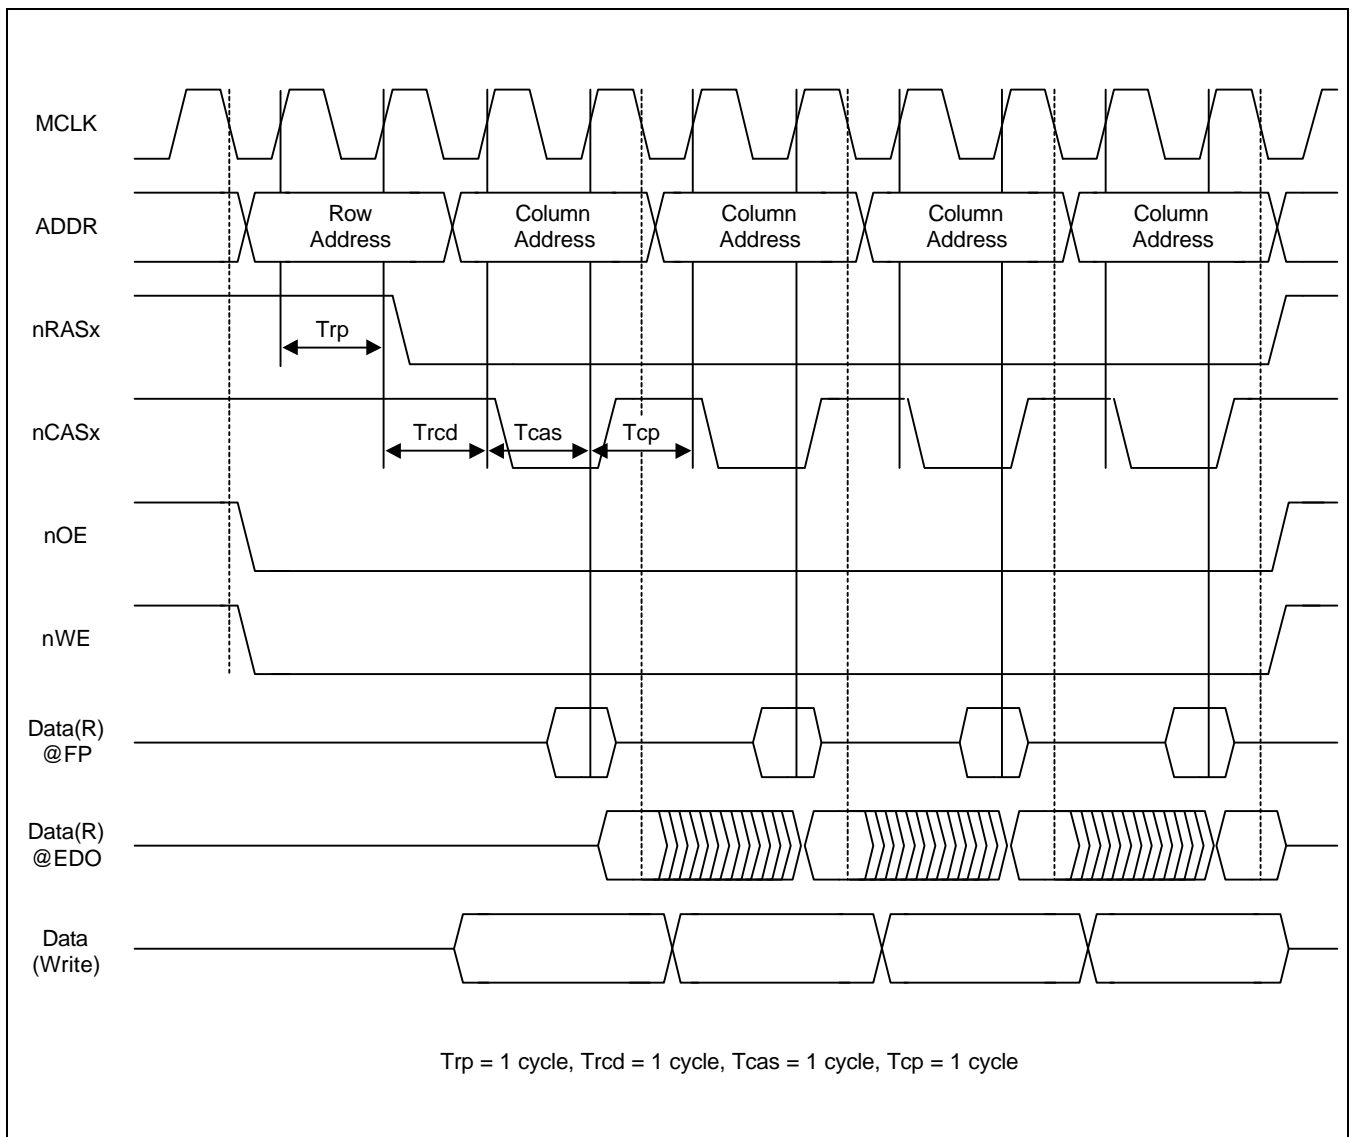 MCLK
ADDR
Row
Address
Column
Address
Column
Address
Column
Address
Column
Address
nRASx
Trp
nCASx
Trcd
Tcas
Tcp
nOE
nWE
Data(R)
@FP
Data(R)
@EDO
Data
(Write)
Trp = 1 cycle, Trcd = 1 cycle, Tcas = 1 cycle, Tcp = 1 cycle